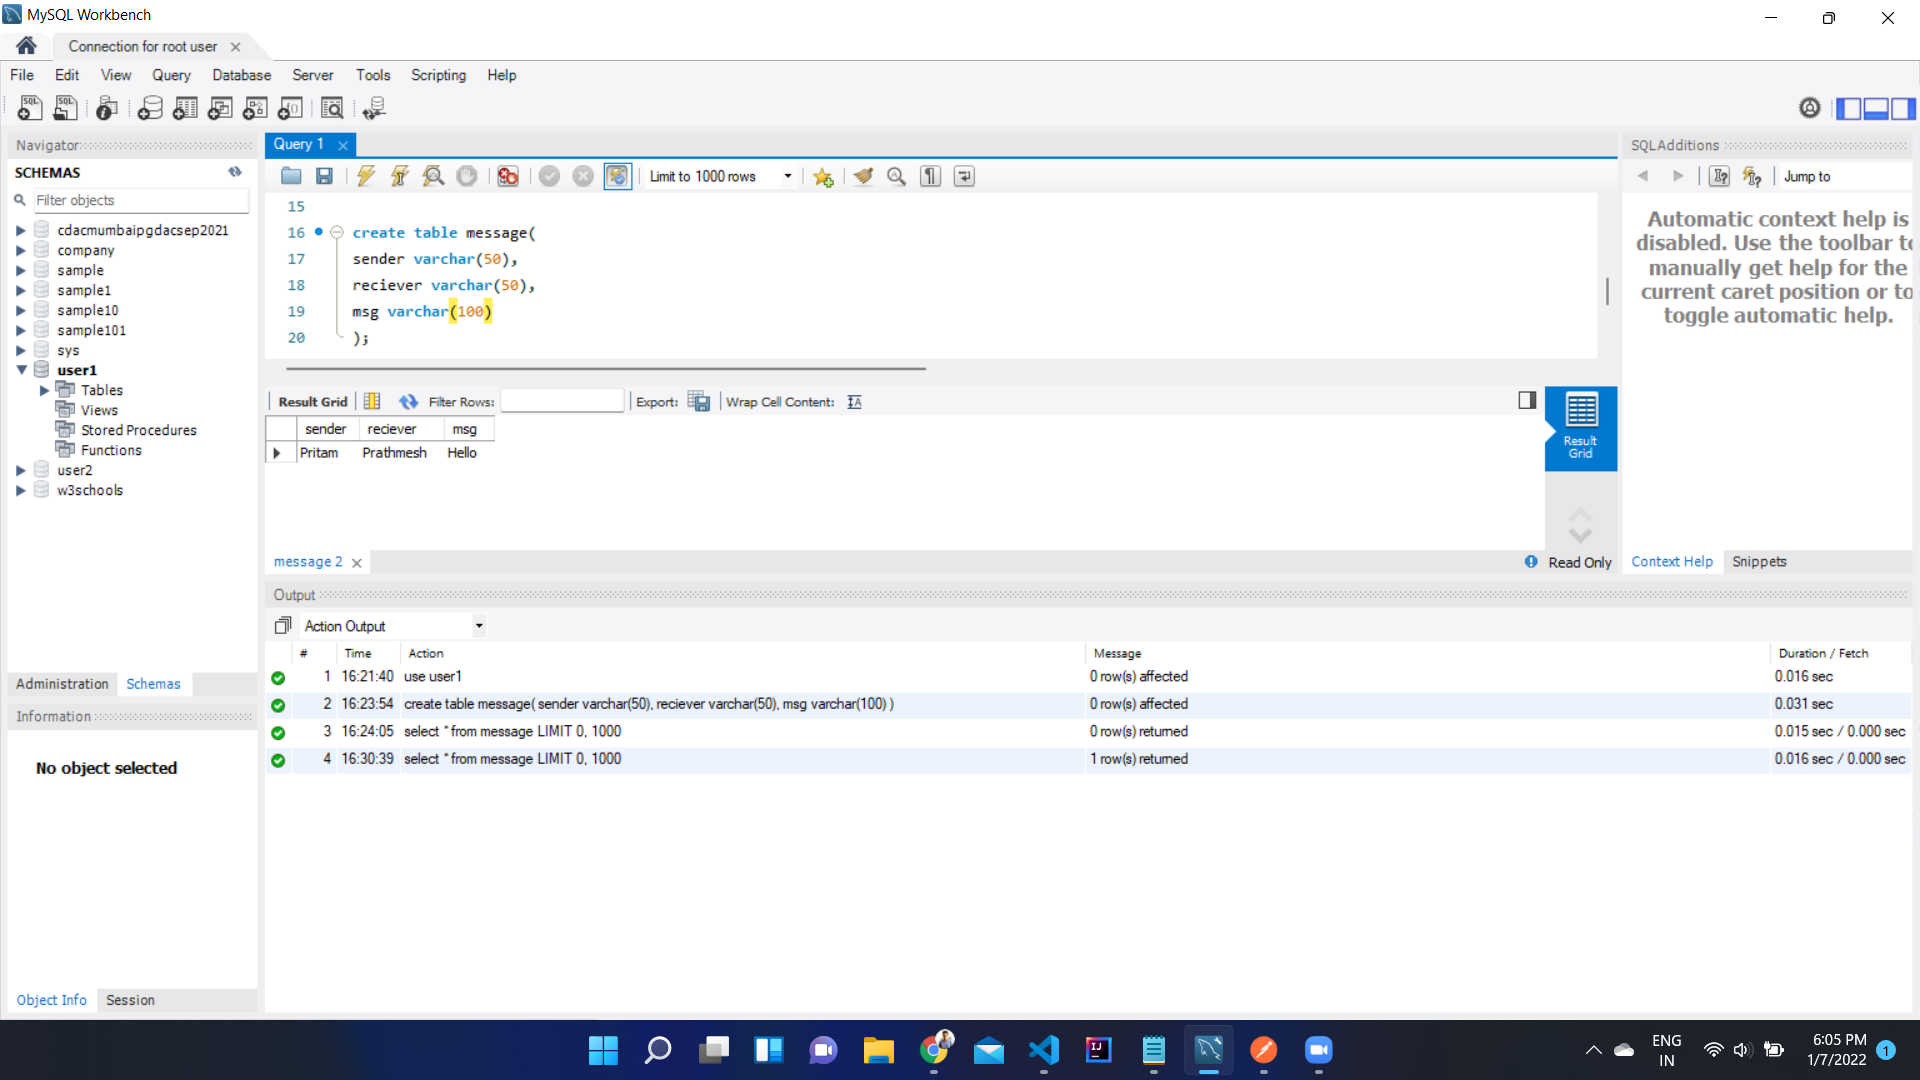 MySQL Workbench
Connection for root user
File Edit View Query Database Server Tools Scripting Help
Navigator
SCHEMAS
Filter objects
cdacmumbaipgdacsep2021
company
sample
sample1
sample10
sample101
sys
user1
Tables
Views
Stored Procedures
Functions
user2
w3schools
Administration Schemas
Information
No object selected
Object Info Session
Query 1
Limit to 1000 rows
15
16 create table message(
17 sender varchar(50),
18 reciever varchar(50),
19 msg varchar(100)
20 );
Result Grid Filter Rows: Export: Wrap Cell Content:
sender reciever msg
Pritam Prathmesh Hello
Result
Grid
message 2
Read Only
SQLAdditions
Jump to
Automatic context help is
disabled. Use the toolbar to
manually get help for the
current caret position or to
toggle automatic help.
Context Help Snippets
Output
Action Output
# Time Action Message Duration / Fetch
1 16:21:40 use user1 0 row(s) affected 0.016 sec
2 16:23:54 create table message( sender varchar(50), reciever varchar(50), msg varchar(100) ) 0 row(s) affected 0.031 sec
3 16:24:05 select * from message LIMIT 0, 1000 0 row(s) returned 0.015 sec / 0.000 sec
4 16:30:39 select * from message LIMIT 0, 1000 1 row(s) returned 0.016 sec / 0.000 sec
ENG
IN
6:05 PM
1/7/2022
1